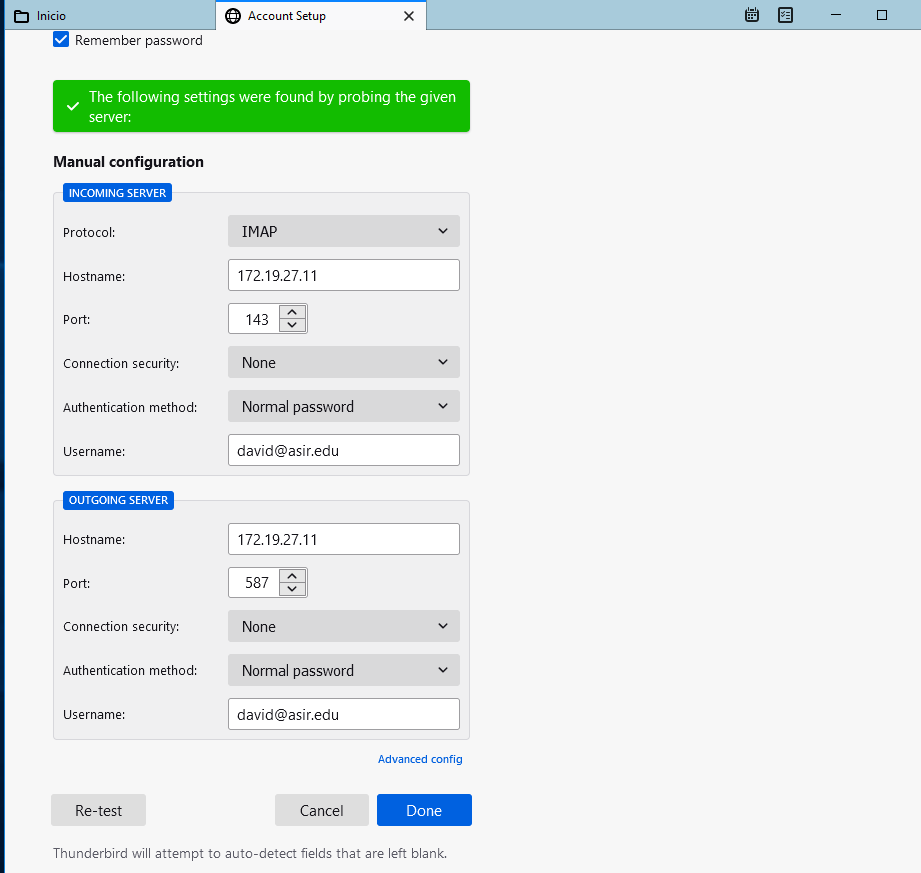 Inicio
Account Setup
Remember password
The following settings were found by probing the given
server:
Manual configuration
INCOMING SERVER
Protocol:
IMAP
Hostname:
172.19.27.11
Port:
143
Connection security:
None
Authentication method:
Normal password
Username:
david@asir.edu
OUTGOING SERVER
Hostname:
172.19.27.11
Port:
587
Connection security:
None
Authentication method:
Normal password
Username:
david@asir.edu
Advanced config
Re-test
Cancel
Done
Thunderbird will attempt to auto-detect fields that are left blank.